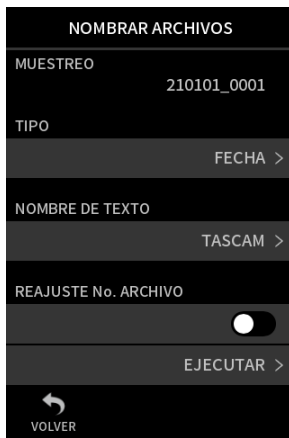 NOMBRAR ARCHIVOS
MUESTREO
210101_0001
TIPO
FECHA >
NOMBRE DE TEXTO
TASCAM >
REAJUSTE No. ARCHIVO
EJECUTAR >
VOLVER